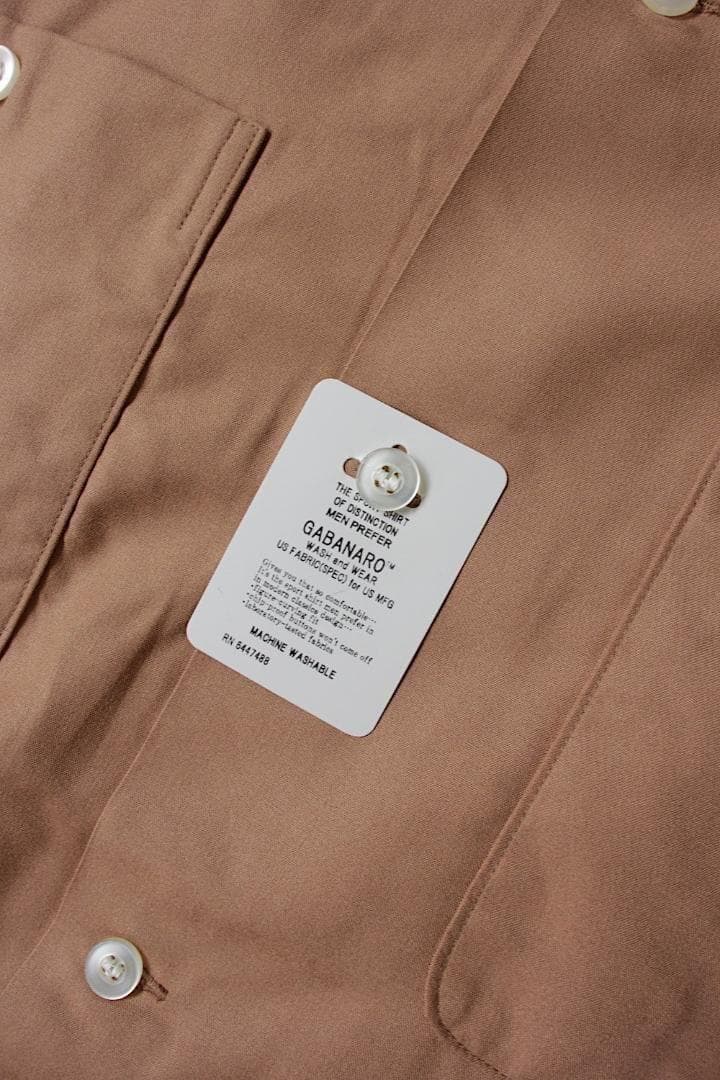 THE SPORT SHIRT
OF DISTINCTION
MEN PREFER
GABANARO™
WASH and WEAR
US FABRIC(SPEC) for US MFG
Gives you that so comfortable...
It's the sport shirt men prefer in
in modern classics design...
•figure-curving fit
•chip-proof buttons won't come off
•laboratory-tested fabrics
MACHINE WASHABLE
RN 5447488